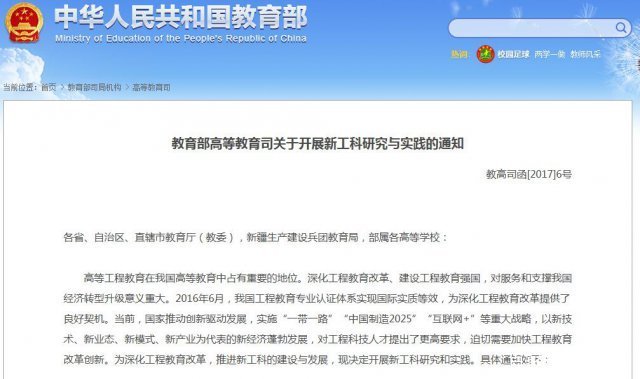 中华人民共和国教育部
Ministry of Education of the People's Republic of China
热词： 校园足球 两学一做 教师风采
当前位置：首页 > 教育部司局机构 > 高等教育司
教育部高等教育司关于开展新工科研究与实践的通知
教高司函[2017]6号
各省、自治区、直辖市教育厅（教委），新疆生产建设兵团教育局，部属各高等学校：
高等工程教育在我国高等教育中占有重要的地位。深化工程教育改革、建设工程教育强国，对服务和支撑我国
经济转型升级意义重大。2016年6月，我国工程教育专业认证体系实现国际实质等效，为深化工程教育改革提供了
良好契机。当前，国家推动创新驱动发展，实施“一带一路”“中国制造2025”“互联网+”等重大战略，以新技
术、新业态、新模式、新产业为代表的新经济蓬勃发展，对工程科技人才提出了更高要求，迫切需要加快工程教育
改革创新。为深化工程教育改革，推进新工科的建设与发展，现决定开展新工科研究和实践。具体通知如下：